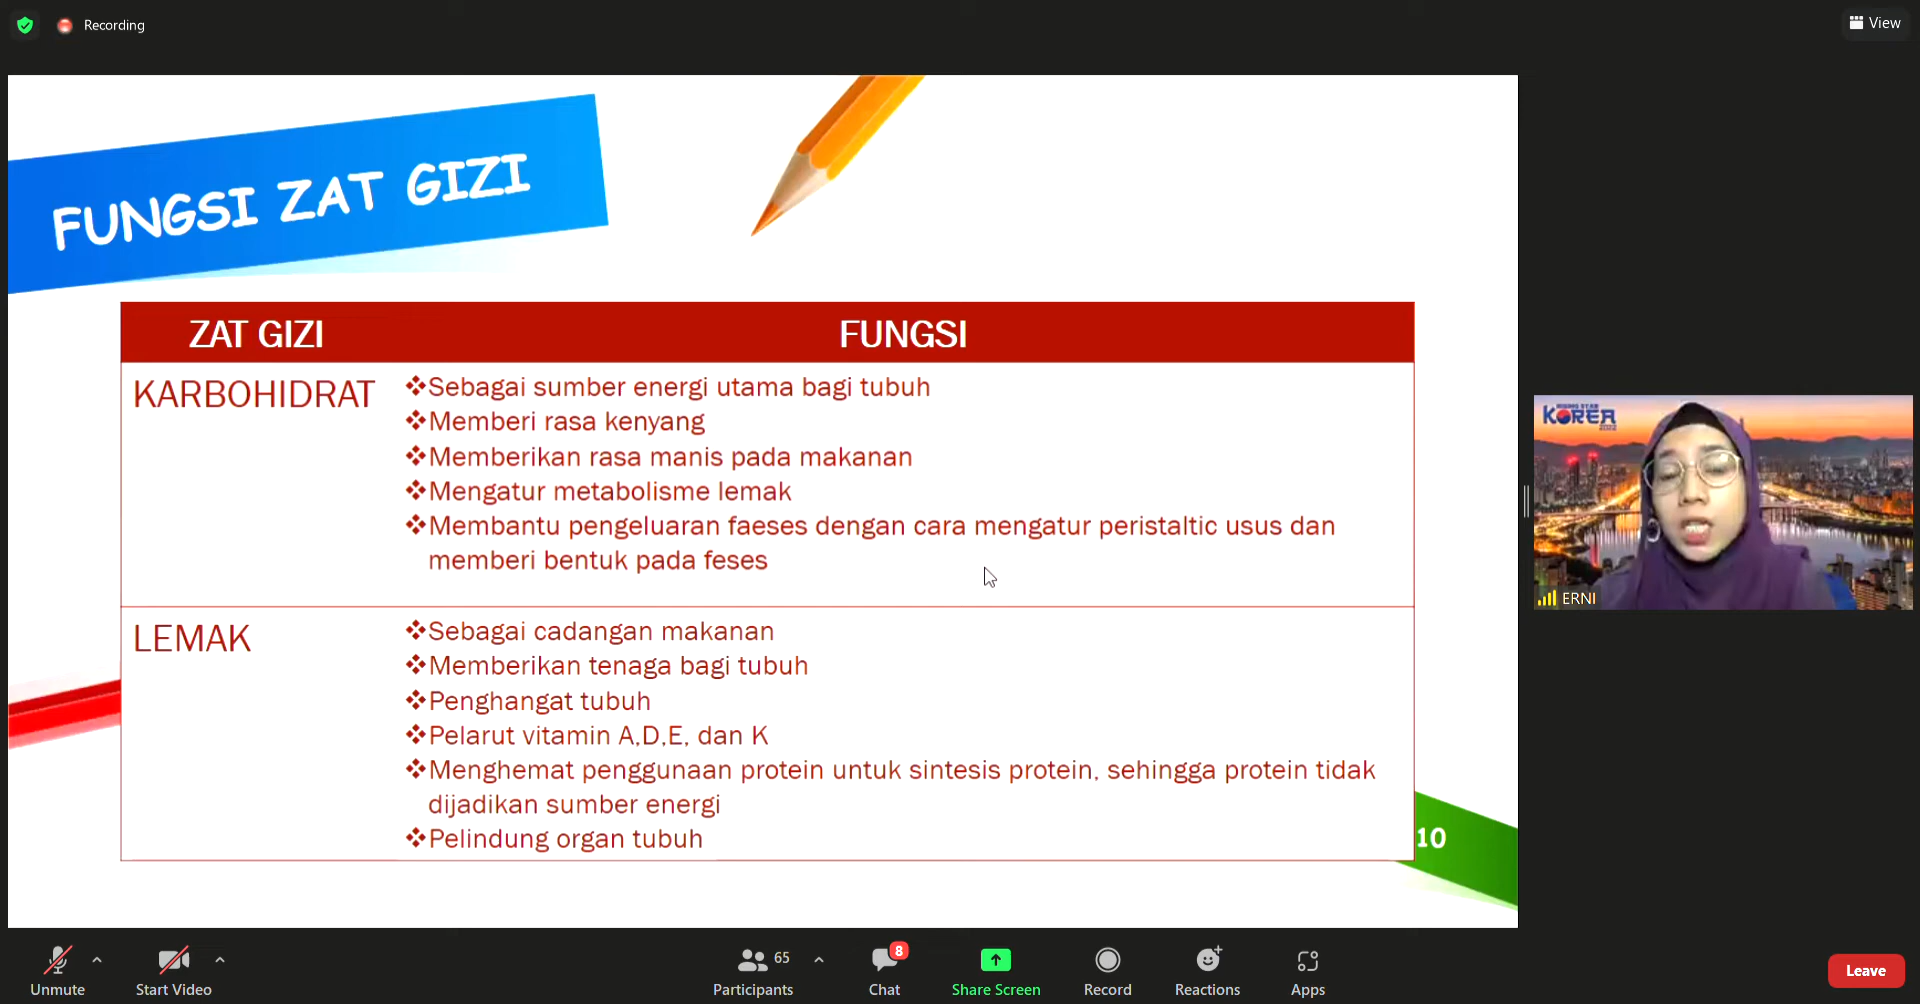 Recording
View
FUNGSI ZAT GIZI
ZAT GIZI
FUNGSI
KARBOHIDRAT
❖Sebagai sumber energi utama bagi tubuh
❖Memberi rasa kenyang
❖Memberikan rasa manis pada makanan
❖Mengatur metabolisme lemak
❖Membantu pengeluaran faeses dengan cara mengatur peristaltic usus dan
memberi bentuk pada feses
LEMAK
❖Sebagai cadangan makanan
❖Memberikan tenaga bagi tubuh
❖Penghangat tubuh
❖Pelarut vitamin A,D,E, dan K
❖Menghemat penggunaan protein untuk sintesis protein, sehingga protein tidak
dijadikan sumber energi
❖Pelindung organ tubuh
10
KOREA
ERNI
Unmute
Start Video
65
Participants
8
Chat
Share Screen
Record
Reactions
Apps
Leave